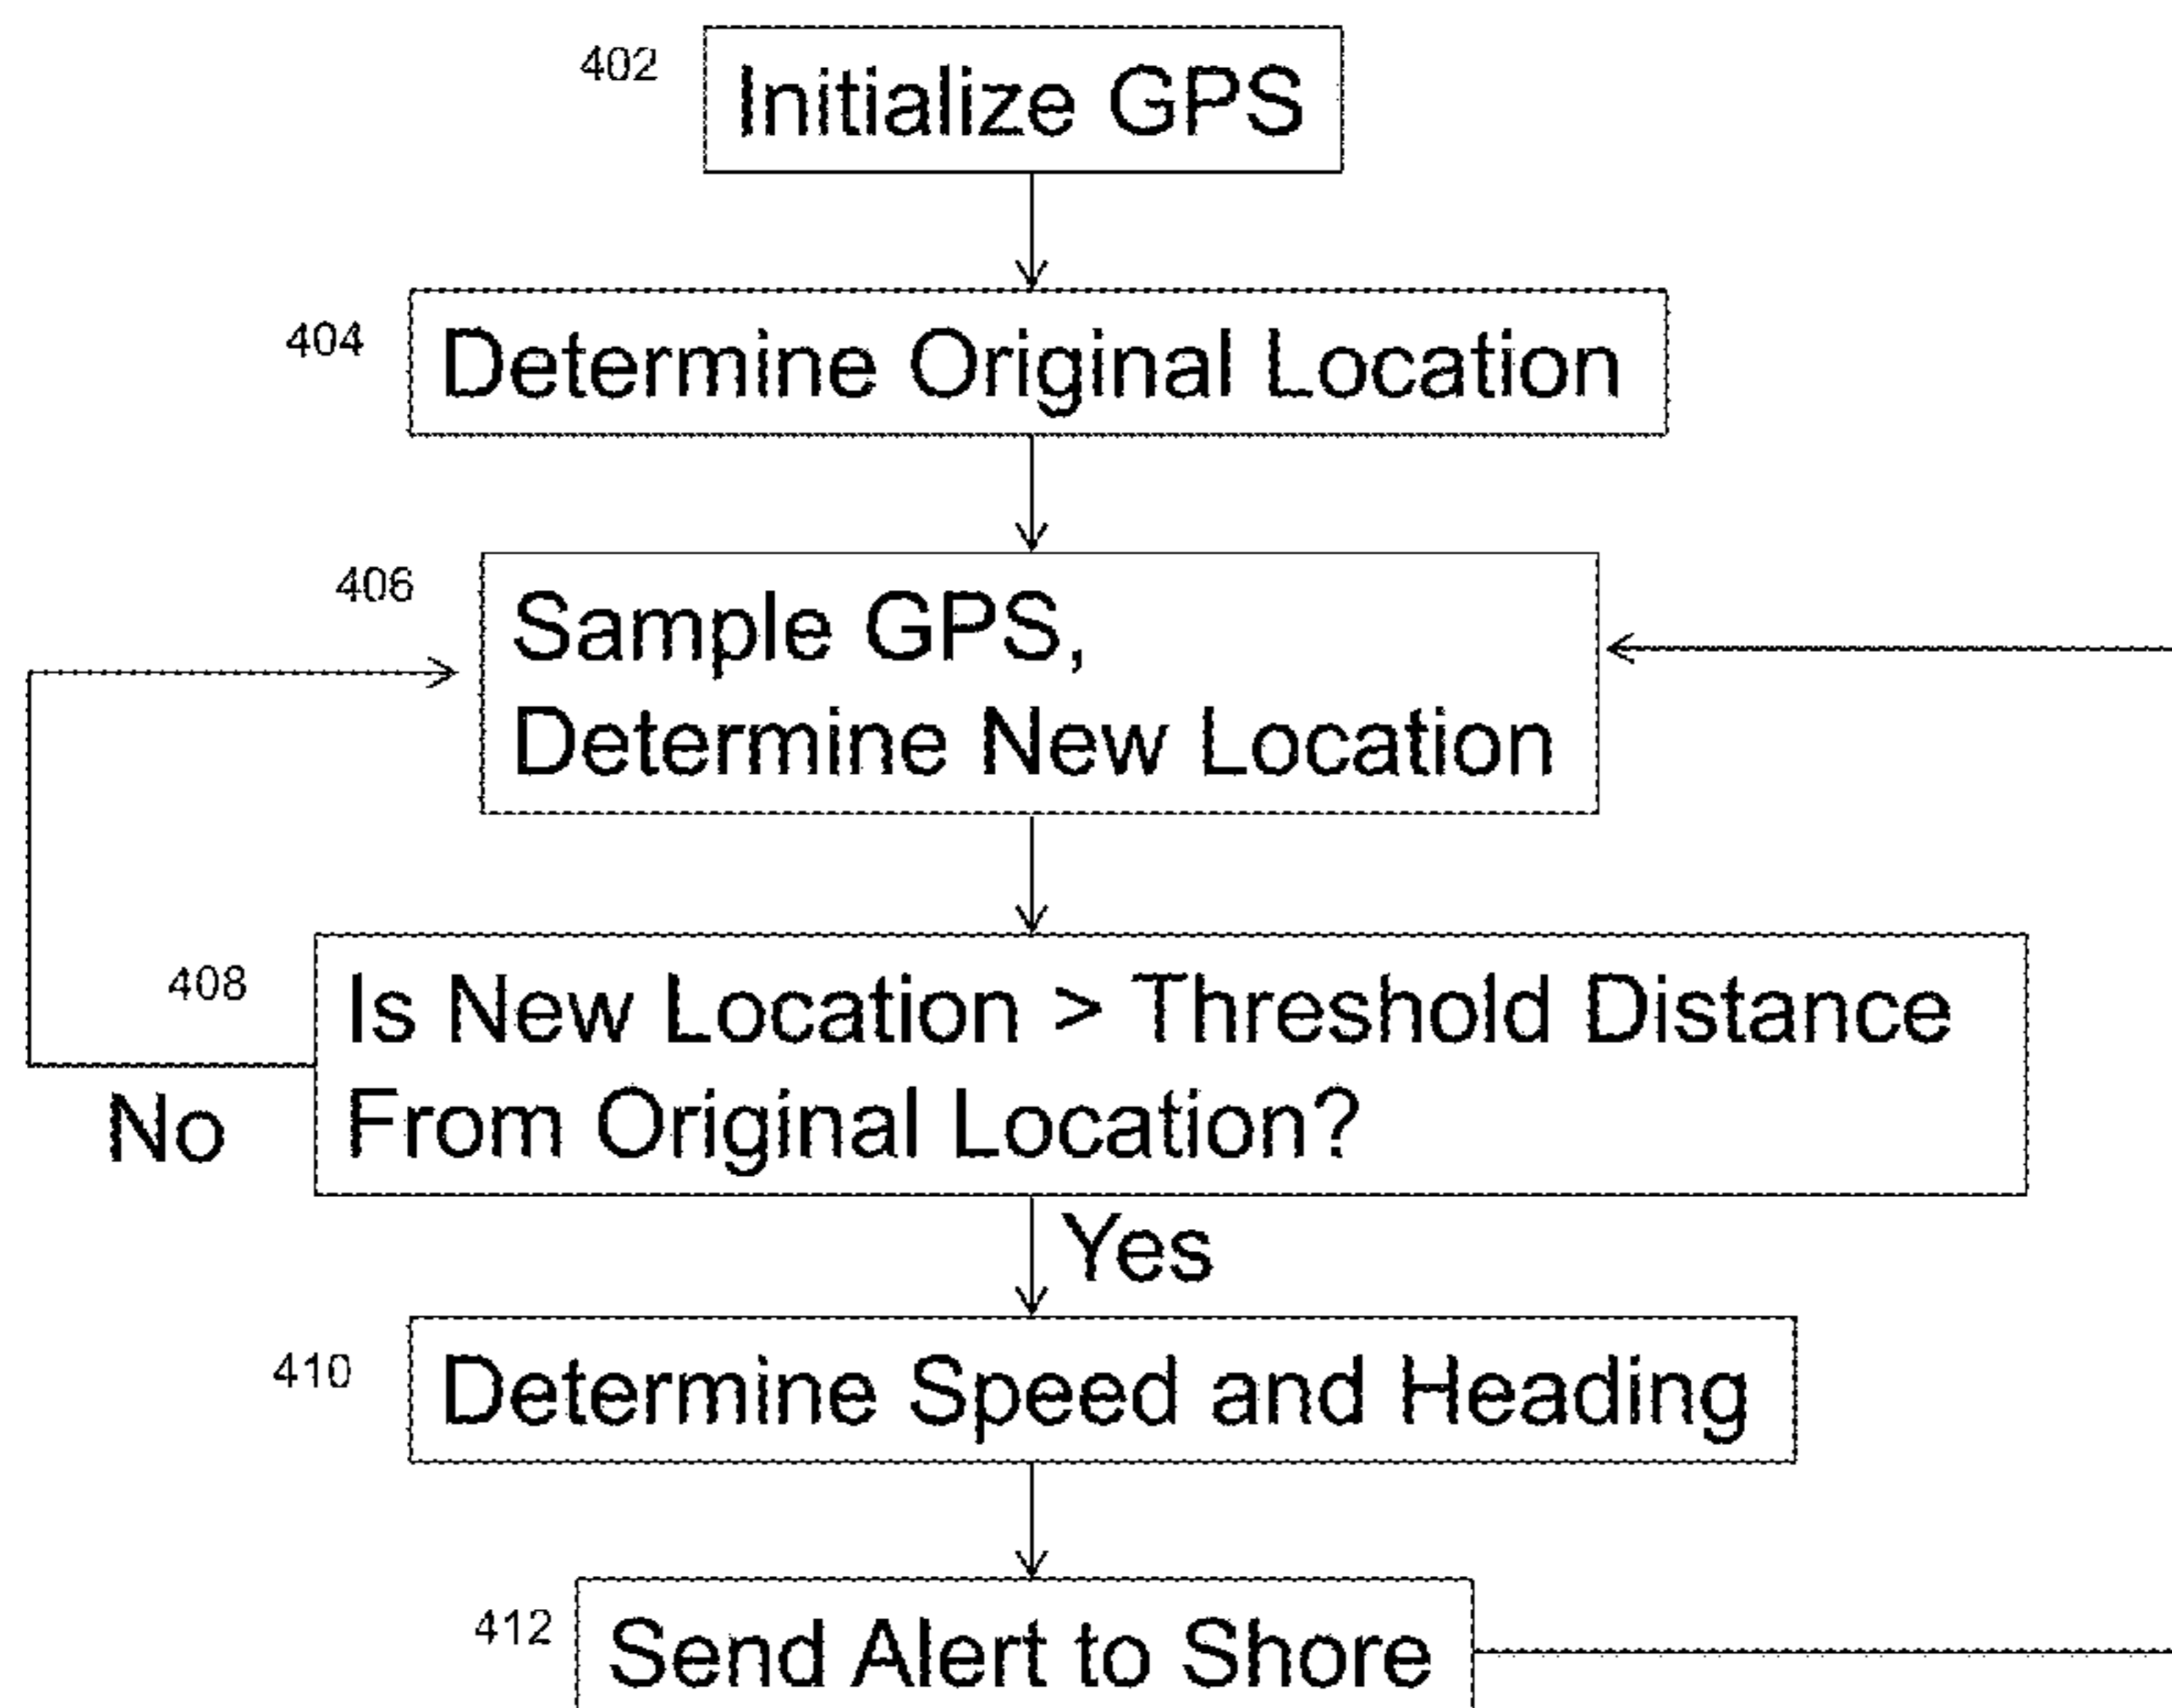 402
Initialize GPS
404
Determine Original Location
406
Sample GPS,
Determine New Location
408
Is New Location > Threshold Distance
From Original Location?
No
Yes
410
Determine Speed and Heading
412
Send Alert to Shore